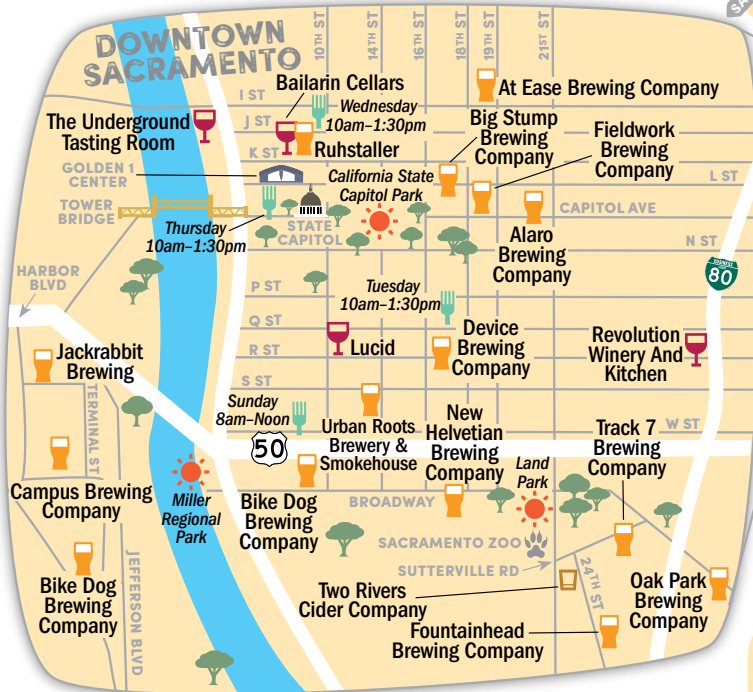 DOWNTOWN
SACRAMENTO
10TH ST
14TH ST
16TH ST
18TH ST
19TH ST
21ST ST
I ST
Bailarin Cellars
Wednesday
10am–1:30pm
At Ease Brewing Company
The Underground
Tasting Room
J ST
K ST
Ruhstaller
Big Stump
Brewing
Company
Fieldwork
Brewing
Company
GOLDEN 1
CENTER
California State
Capitol Park
L ST
TOWER
BRIDGE
Thursday
10am–1:30pm
STATE
CAPITOL
CAPITOL AVE
Alaro
Brewing
Company
N ST
HARBOR
BLVD
BUSINESS
80
P ST
Tuesday
10am–1:30pm
Q ST
R ST
Lucid
Device
Brewing
Company
Revolution
Winery And
Kitchen
Jackrabbit
Brewing
S ST
TERMINAL ST
Sunday
8am–Noon
50
Urban Roots
Brewery &
Smokehouse
New
Helvetian
Brewing
Company
W ST
Track 7
Brewing
Company
Land
Park
Campus Brewing
Company
Miller
Regional
Park
Bike Dog
Brewing
Company
BROADWAY
SACRAMENTO ZOO
SUTTERVILLE RD
24TH ST
Bike Dog
Brewing
Company
JEFFERSON BLVD
Two Rivers
Cider Company
Oak Park
Brewing
Company
Fountainhead
Brewing Company